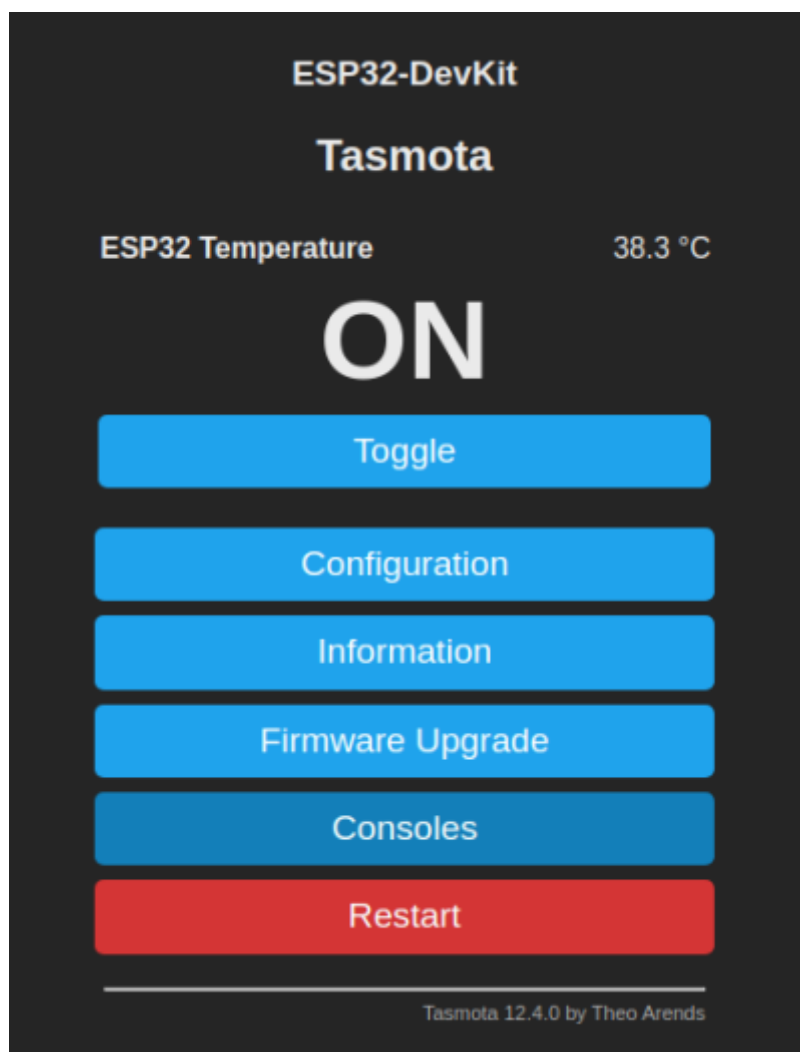 ESP32-DevKit
Tasmota
ESP32 Temperature 38.3 °C
ON
Toggle
Configuration
Information
Firmware Upgrade
Consoles
Restart
Tasmota 12.4.0 by Theo Arends